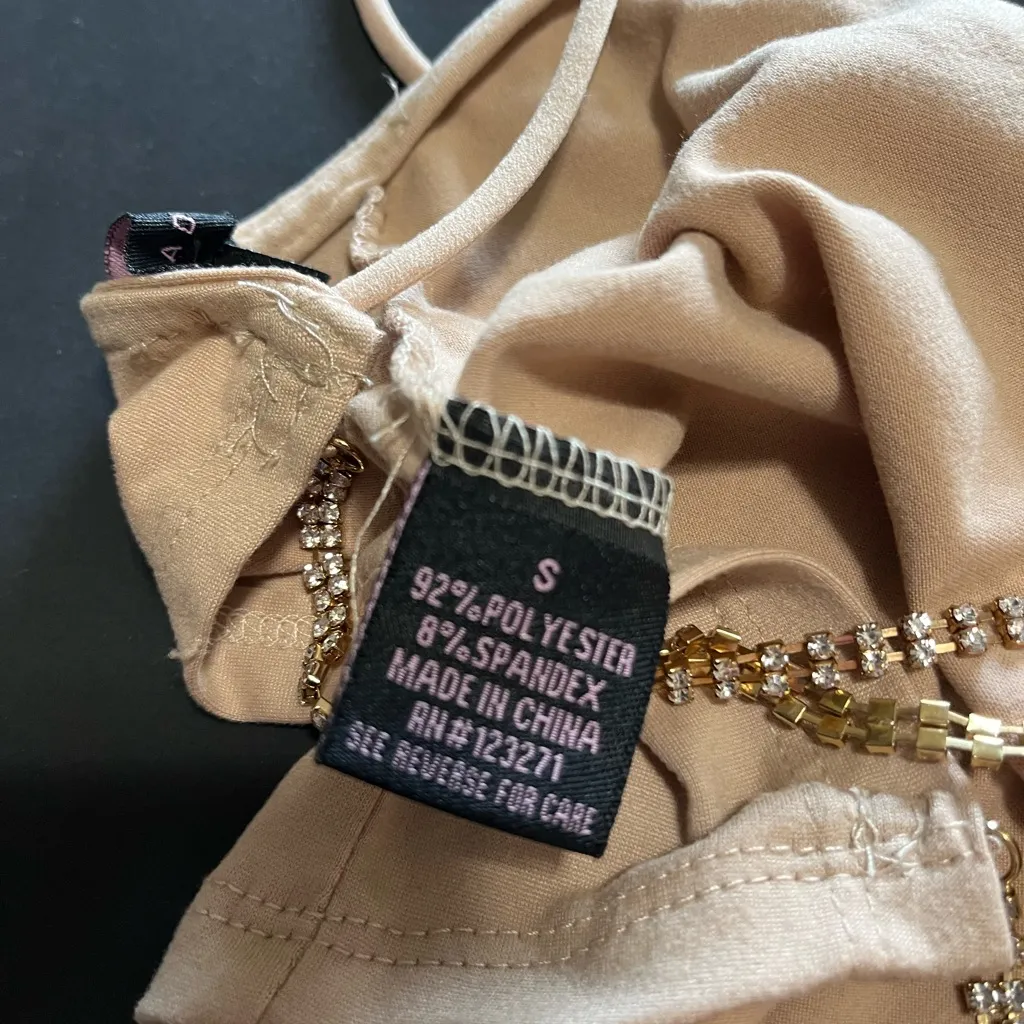 S
92%POLYESTER
8%SPANDEX
MADE IN CHINA
RN#123271
SEE REVERSE FOR CARE